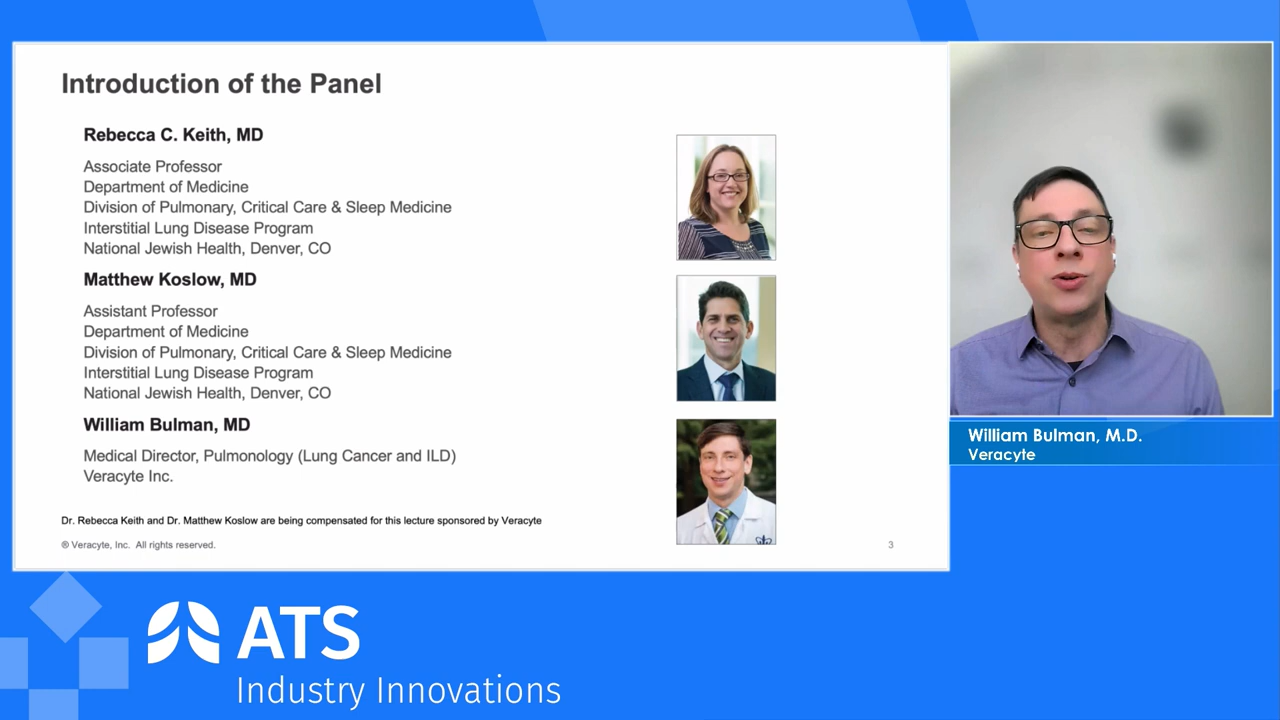 Introduction of the Panel
Rebecca C. Keith, MD
Associate Professor
Department of Medicine
Division of Pulmonary, Critical Care & Sleep Medicine
Interstitial Lung Disease Program
National Jewish Health, Denver, CO
Matthew Koslow, MD
Assistant Professor
Department of Medicine
Division of Pulmonary, Critical Care & Sleep Medicine
Interstitial Lung Disease Program
National Jewish Health, Denver, CO
William Bulman, MD
Medical Director, Pulmonology (Lung Cancer and ILD)
Veracyte Inc.
Dr. Rebecca Keith and Dr. Matthew Koslow are being compensated for this lecture sponsored by Veracyte
® Veracyte, Inc. All rights reserved.
3
William Bulman, M.D.
Veracyte
ATS
Industry Innovations